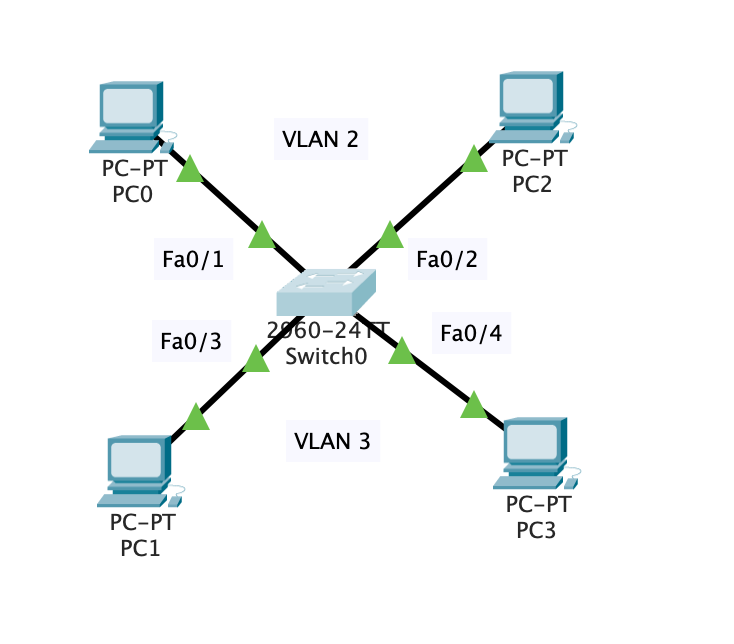 VLAN 2
PC-PT
PC0
PC-PT
PC2
Fa0/1
Fa0/2
2960-24TT
Switch0
Fa0/3
Fa0/4
VLAN 3
PC-PT
PC1
PC-PT
PC3